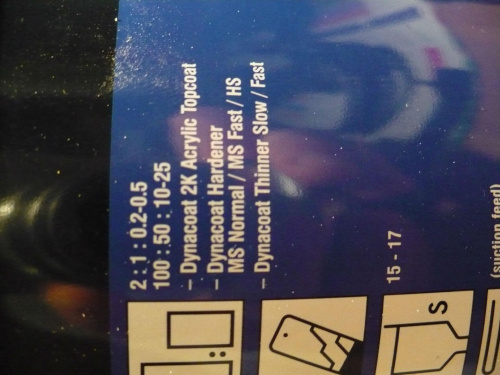 2 : 1 : 0.2-0.5
100 : 50 : 10-25
– Dynacoat 2K Acrylic Topcoat
– Dynacoat Hardener
MS Normal / MS Fast / HS
– Dynacoat Thinner Slow / Fast
15 - 17
S
(suction feed)